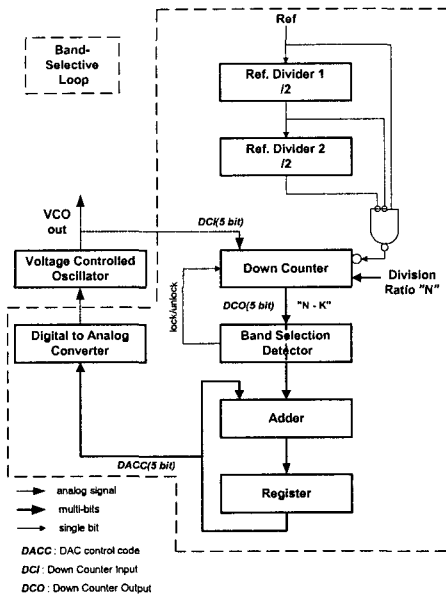 Band-
Selective
Loop
Ref
Ref. Divider 1
/2
Ref. Divider 2
/2
VCO
out
DCI(5 bit)
Voltage Controlled
Oscillator
Down Counter
Division
Ratio "N"
lock/unlock
DCO(5 bit) "N - K"
Digital to Analog
Converter
Band Selection
Detector
Adder
DACC(5 bit)
Register
analog signal
multi-bits
single bit
DACC : DAC control code
DCI : Down Counter Input
DCO : Down Counter Output